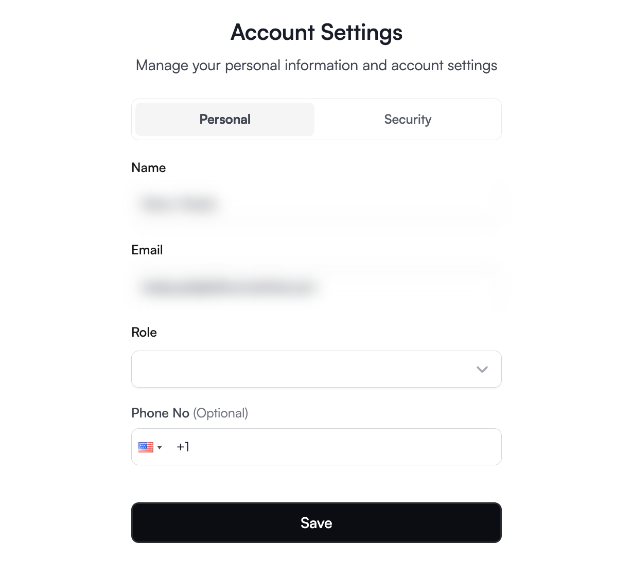 Account Settings
Manage your personal information and account settings
Personal
Security
Name
Email
Role
Phone No (Optional)
+1
Save